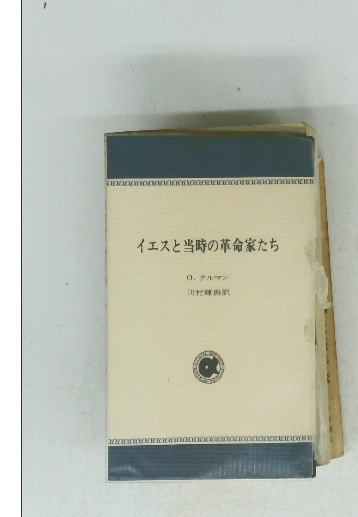 イエスと当時の革命家たち
O. クルマン
川村輝典訳